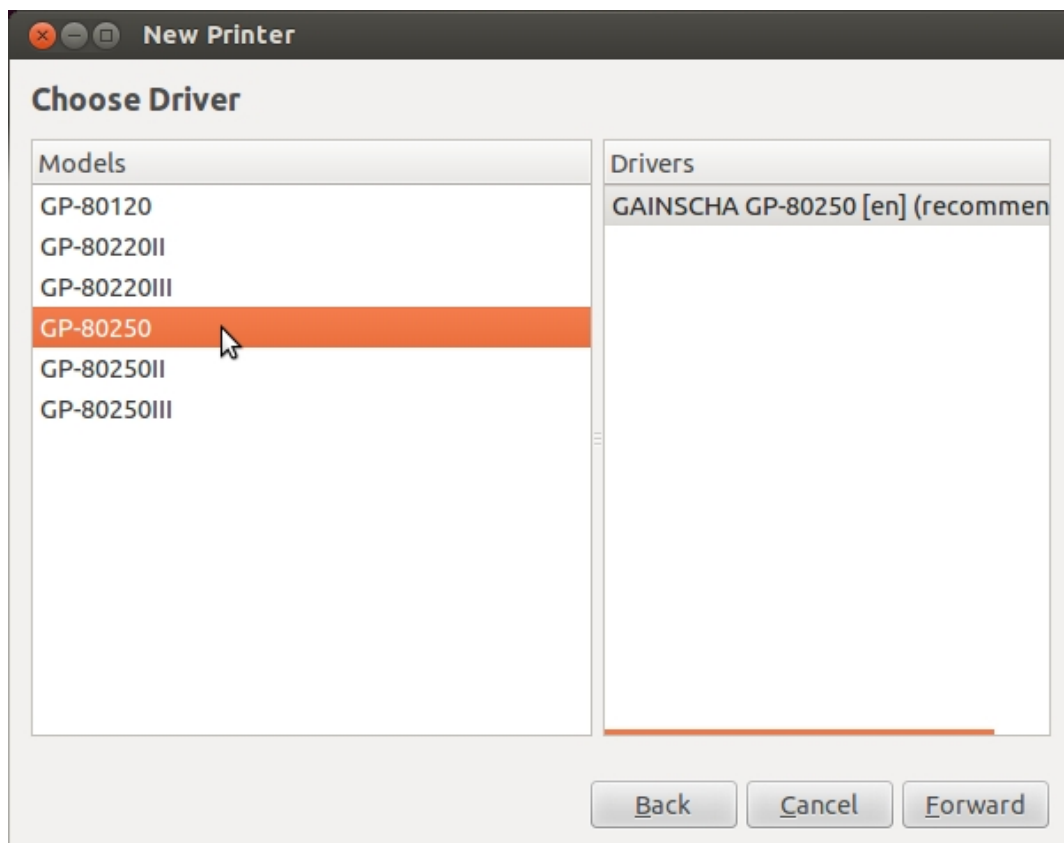 New Printer
Choose Driver
Models
GP-80120
GP-80220II
GP-80220III
GP-80250
GP-80250II
GP-80250III
Drivers
GAINSCHA GP-80250 [en] (recommen
Back
Cancel
Forward